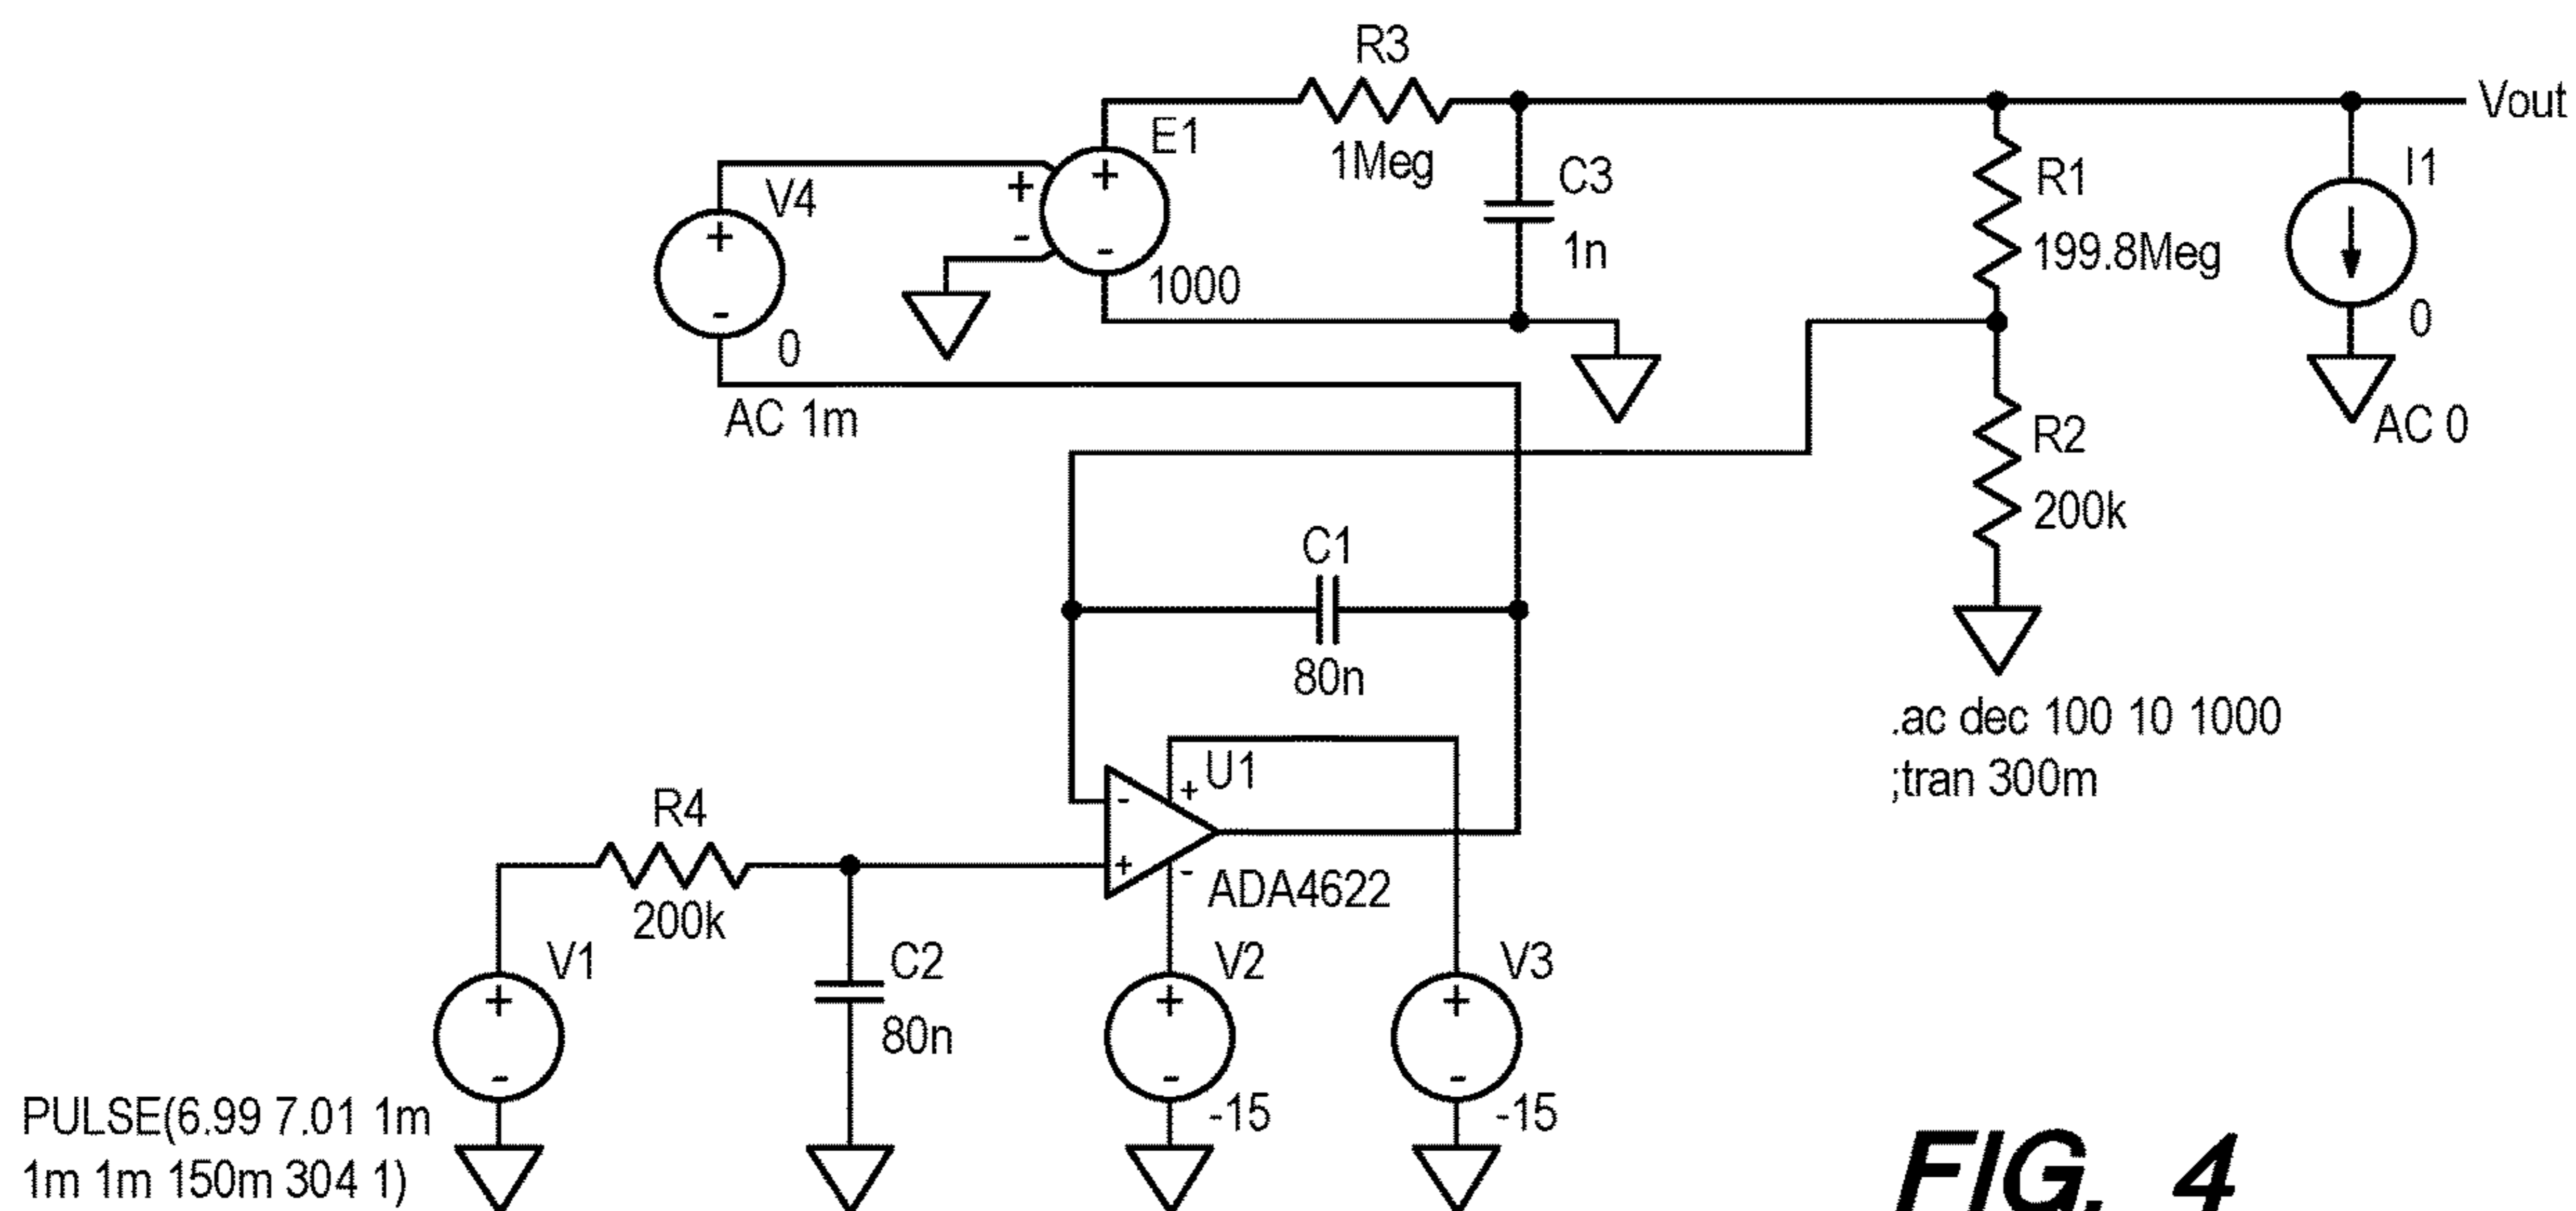 R3
1Meg
E1
+
-
+
-
1000
V4
+
-
0
AC 1m
C3
1n
Vout
R1
199.8Meg
I1
0
AC 0
R2
200k
C1
80n
.ac dec 100 10 1000
;tran 300m
U1
-
+
+
-
ADA4622
R4
200k
V1
+
-
PULSE(6.99 7.01 1m
1m 1m 150m 304 1)
C2
80n
V2
+
-
-15
V3
+
-
-15
FIG. 4